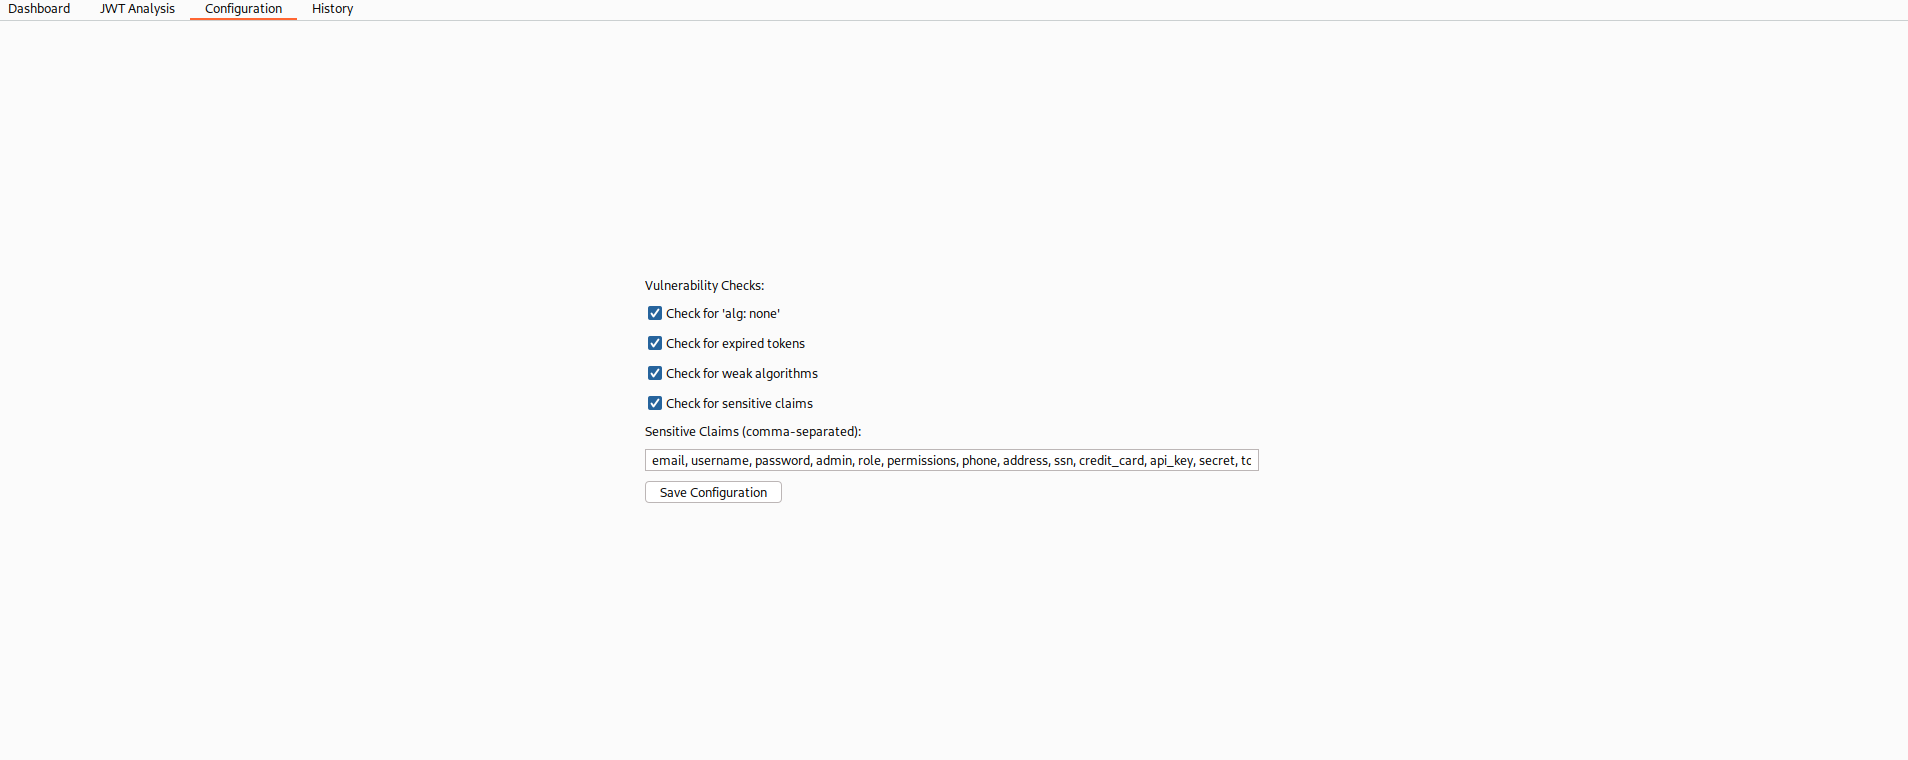 Dashboard JWT Analysis Configuration History
Vulnerability Checks:
Check for 'alg: none'
Check for expired tokens
Check for weak algorithms
Check for sensitive claims
Sensitive Claims (comma-separated):
email, username, password, admin, role, permissions, phone, address, ssn, credit_card, api_key, secret,
Save Configuration